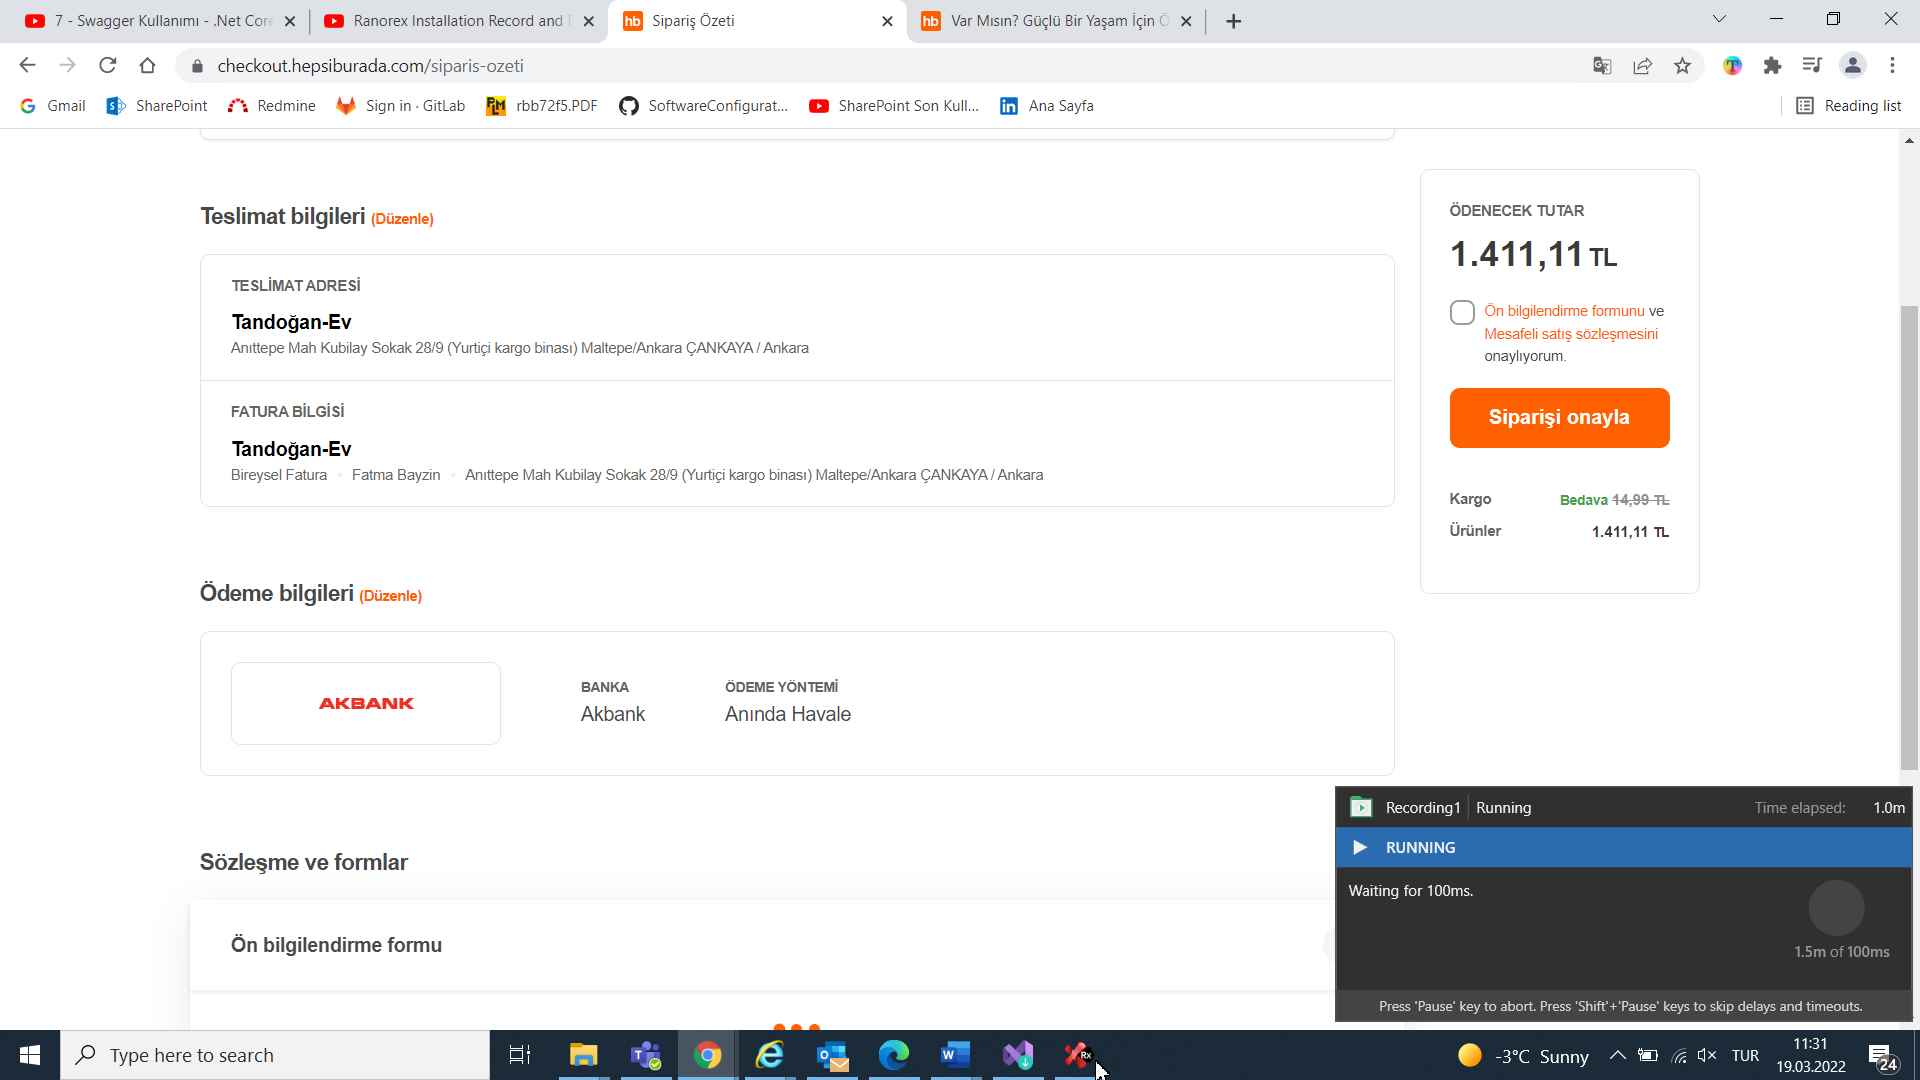 7 - Swagger Kullanımı - .Net Core
Ranorex Installation Record and
Sipariş Özeti
Var Mısın? Güçlü Bir Yaşam İçin Ö
checkout.hepsiburada.com/siparis-ozeti
Gmail
SharePoint
Redmine
Sign in · GitLab
rbb72f5.PDF
SoftwareConfigurat...
SharePoint Son Kull...
Ana Sayfa
Reading list
Teslimat bilgileri (Düzenle)
TESLİMAT ADRESİ
Tandoğan-Ev
Anıttepe Mah Kubilay Sokak 28/9 (Yurtiçi kargo binası) Maltepe/Ankara ÇANKAYA / Ankara
FATURA BİLGİSİ
Tandoğan-Ev
Bireysel Fatura
Fatma Bayzin
Anıttepe Mah Kubilay Sokak 28/9 (Yurtiçi kargo binası) Maltepe/Ankara ÇANKAYA / Ankara
Ödeme bilgileri (Düzenle)
AKBANK
BANKA
Akbank
ÖDEME YÖNTEMİ
Anında Havale
Sözleşme ve formlar
Ön bilgilendirme formu
ÖDENECEK TUTAR
1.411,11 TL
Ön bilgilendirme formunu ve
Mesafeli satış sözleşmesini
onaylıyorum.
Siparişi onayla
Kargo
Bedava 14,99 TL
Ürünler
1.411,11 TL
Recording1
Running
Time elapsed:
1.0m
RUNNING
Waiting for 100ms.
1.5m of 100ms
Press 'Pause' key to abort. Press 'Shift'+'Pause' keys to skip delays and timeouts.
Type here to search
-3°C Sunny
TUR
11:31
19.03.2022
24